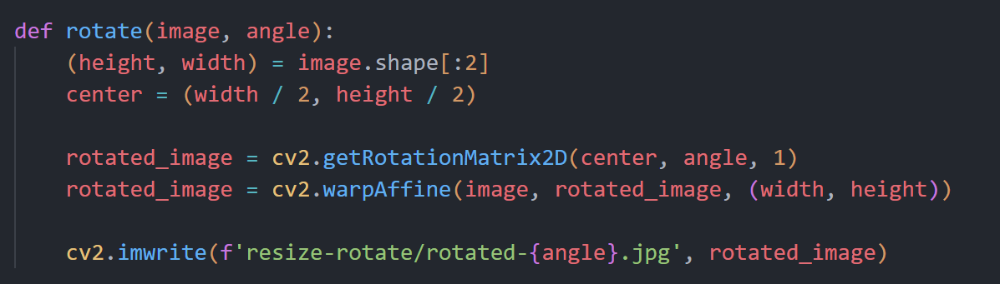 def rotate(image, angle):
    (height, width) = image.shape[:2]
    center = (width / 2, height / 2)
    rotated_image = cv2.getRotationMatrix2D(center, angle, 1)
    rotated_image = cv2.warpAffine(image, rotated_image, (width, height))
    cv2.imwrite(f'resize-rotate/rotated-{angle}.jpg', rotated_image)